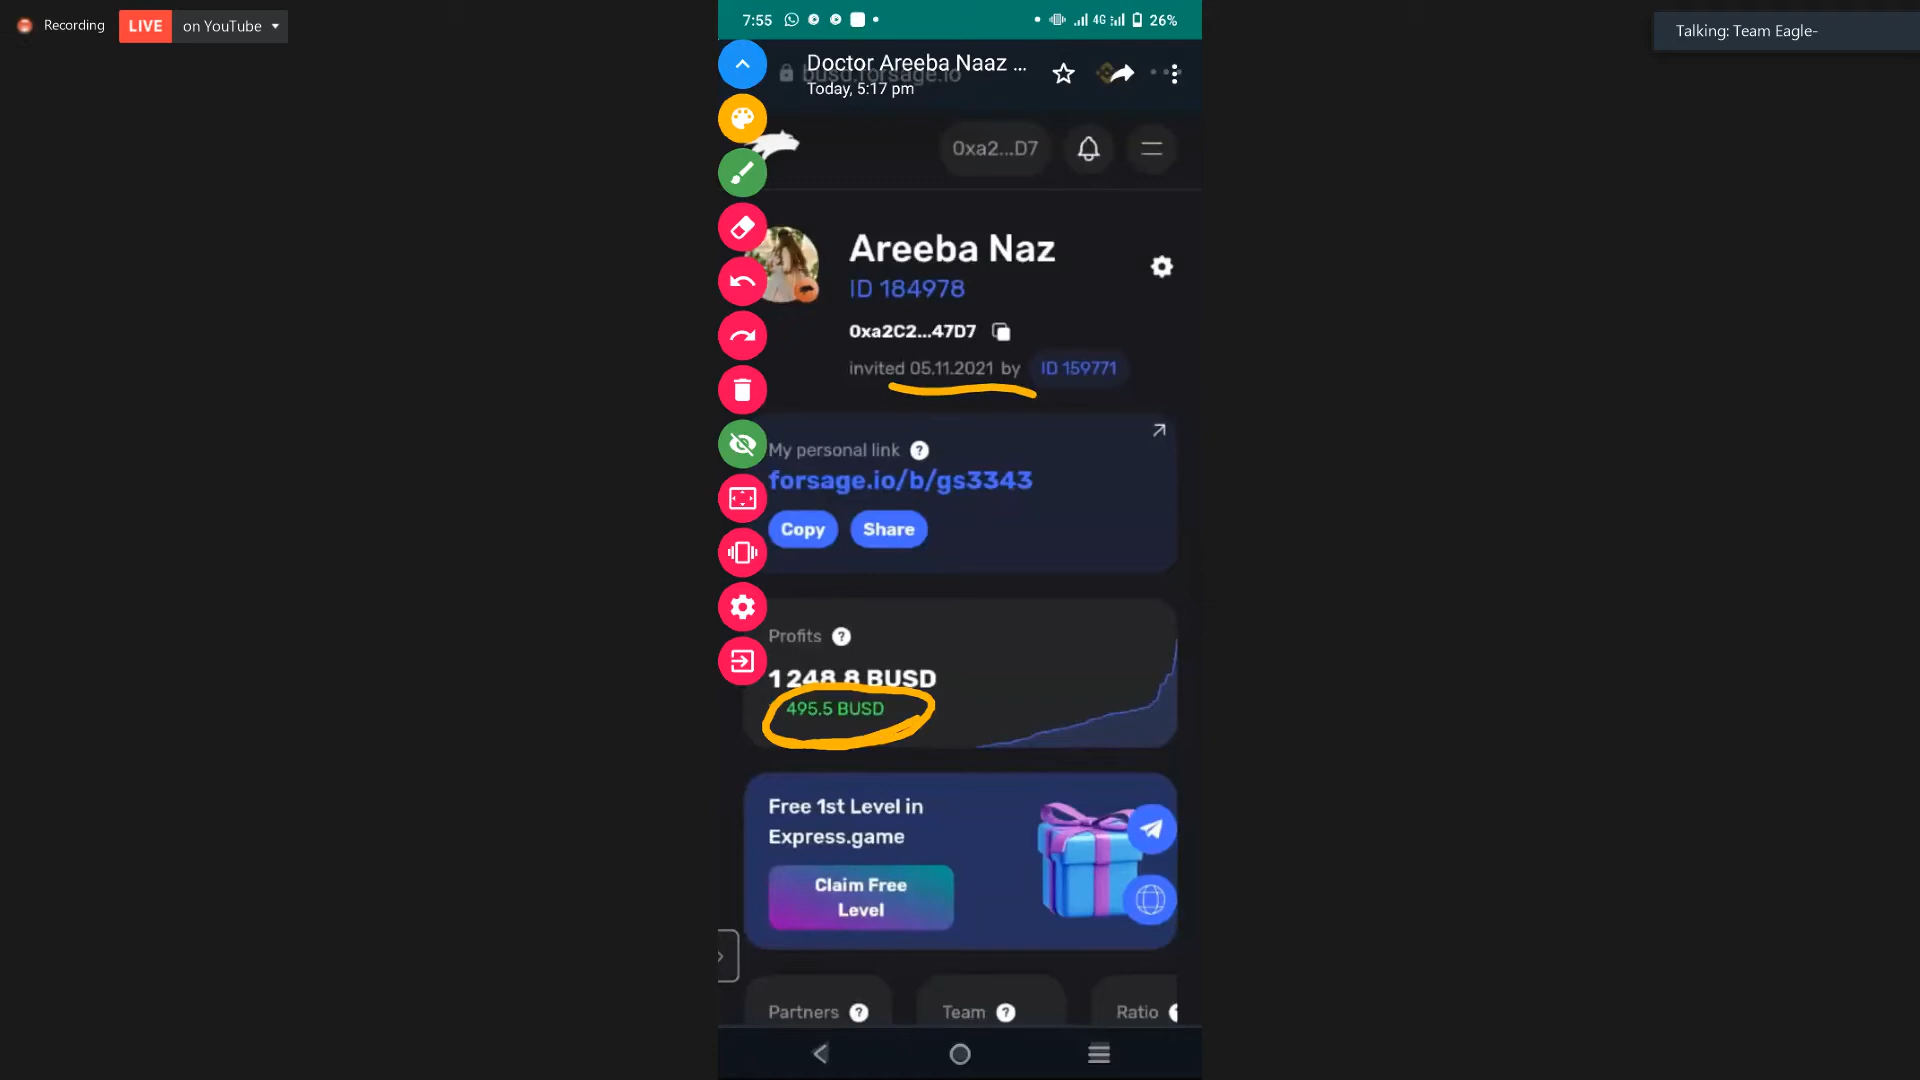 Recording
LIVE on YouTube
Talking: Team Eagle-
7:55
4G
26%
Doctor Areeba Naaz ...
busd.forsage.io
Today, 5:17 pm
0xa2...D7
Areeba Naz
ID 184978
0xa2C2...47D7
invited 05.11.2021 by ID 159771
My personal link ?
forsage.io/b/gs3343
Copy Share
Profits ?
1 248.8 BUSD
495.5 BUSD
Free 1st Level in
Express.game
Claim Free
Level
Partners ? Team ? Ratio